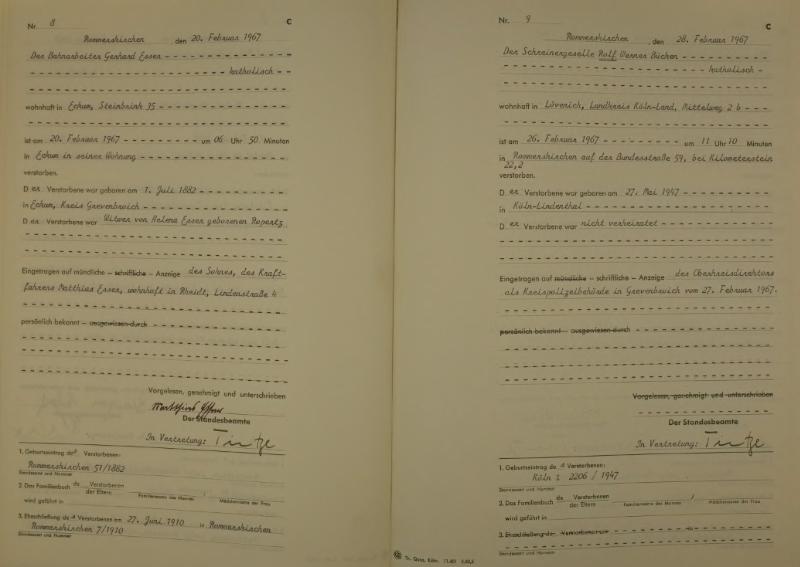 Nr. 8 C
Rommerskirchen, den 20. Februar 1967
Der Bahnarbeiter Gerhard Esser
katholisch
wohnhaft in Eckum, Steinbrink 35
ist am 20. Februar 1967 um 06 Uhr 50 Minuten
in Eckum in seiner Wohnung
verstorben.
D er Verstorbene war geboren am 1. Juli 1882
in Eckum, Kreis Grevenbroich
D er Verstorbene war Witwer von Helena Esser geborenen Rupertz
Eingetragen auf mündliche – schriftliche – Anzeige des Sohnes, des Kraft-
fahrers Matthias Esser, wohnhaft in Rheidt, Lindenstraße 4
persönlich bekannt – ausgewiesen durch
Vorgelesen, genehmigt und unterschrieben
Matthias Esser
Der Standesbeamte
In Vertretung:
1. Geburtseintrag des Verstorbenen:
Rommerskirchen 51/1882
Standesamt und Nummer
2. Das Familienbuch des Verstorbenen
der Eltern
Familienname des Mannes / Mädchenname der Frau
wird geführt in
3. Eheschließung des Verstorbenen am 27. Juni 1910 in Rommerskirchen
Rommerskirchen 7/1910
Standesamt und Nummer
Nr. 9 C
Rommerskirchen, den 28. Februar 1967
Der Schreinergeselle Rolf Werner Büchen
katholisch
wohnhaft in Lövenich, Landkreis Köln-Land, Mittelweg 2 b
ist am 26. Februar 1967 um 11 Uhr 10 Minuten
in Rommerskirchen auf der Bundesstraße 59, bei Kilometerstein
22,2
verstorben.
D er Verstorbene war geboren am 27. Mai 1947
in Köln-Lindenthal
D er Verstorbene war nicht verheiratet
Eingetragen auf mündliche – schriftliche – Anzeige des Oberkreisdirektors
als Kreispolizeibehörde in Grevenbroich vom 27. Februar 1967.
persönlich bekannt – ausgewiesen durch
Vorgelesen, genehmigt und unterschrieben
Der Standesbeamte
In Vertretung:
1. Geburtseintrag des Verstorbenen:
Köln I 2206 / 1947
Standesamt und Nummer
2. Das Familienbuch des Verstorbenen
der Eltern
Familienname des Mannes / Mädchenname der Frau
wird geführt in
3. Eheschließung der Verstorbenen am
Standesamt und Nummer